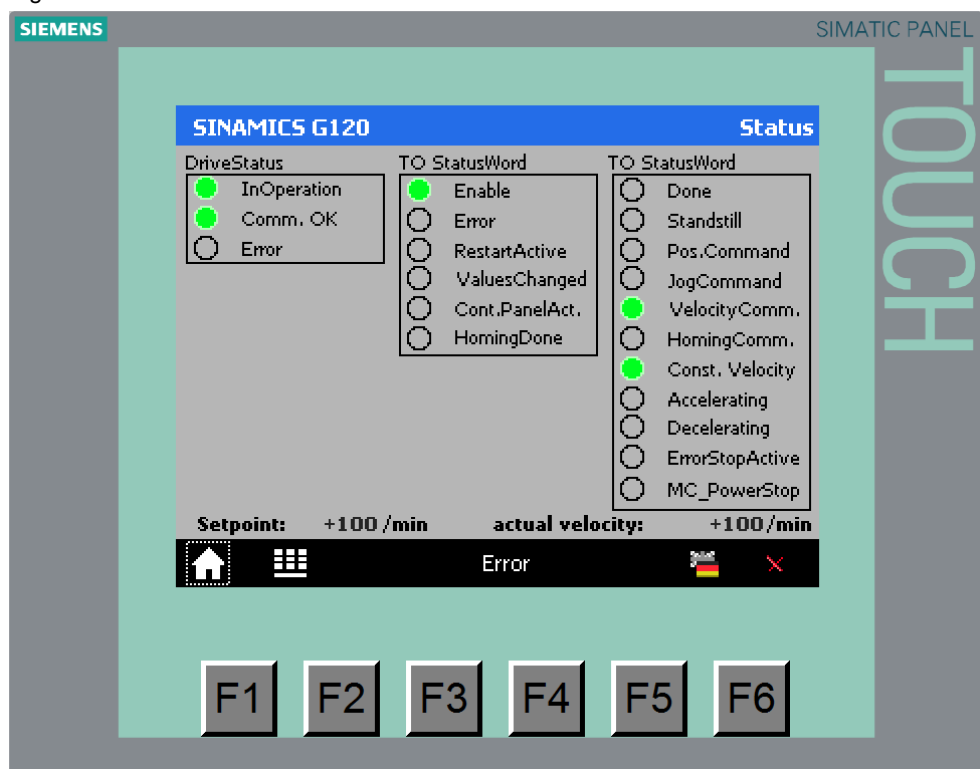 SIEMENS
SIMATIC PANEL
TOUCH
SINAMICS G120
Status
DriveStatus
InOperation
Comm. OK
Error
TO StatusWord
Enable
Error
RestartActive
ValuesChanged
Cont.PanelAct.
HomingDone
TO StatusWord
Done
Standstill
Pos.Command
JogCommand
VelocityComm.
HomingComm.
Const. Velocity
Accelerating
Decelerating
ErrorStopActive
MC_PowerStop
Setpoint: +100/min actual velocity: +100/min
Error
F1 F2 F3 F4 F5 F6